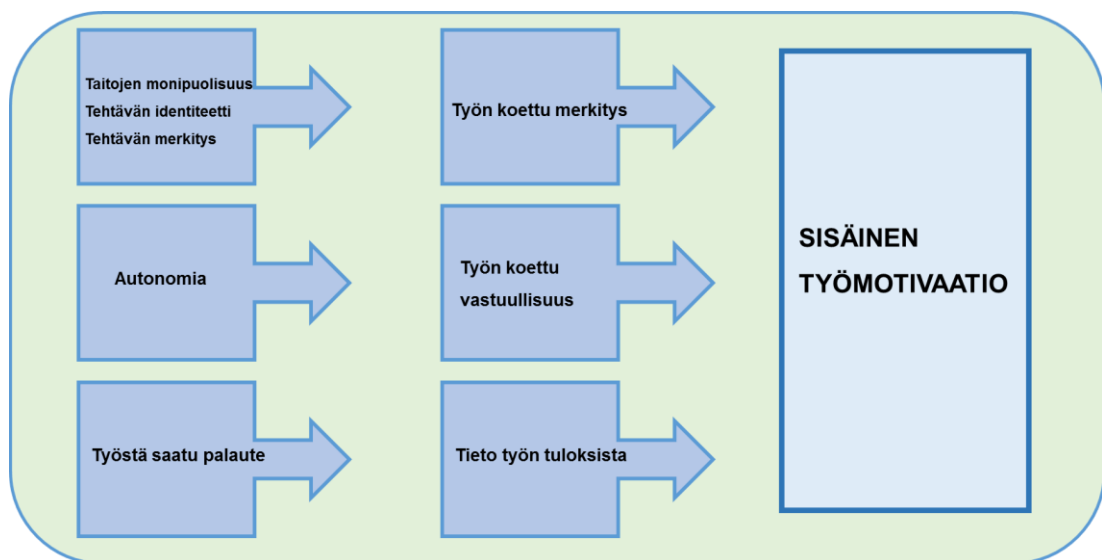 Taitojen monipuolisuus
Tehtävän identiteetti
Tehtävän merkitys
Työn koettu merkitys
Autonomia
Työn koettu
vastuullisuus
Työstä saatu palaute
Tieto työn tuloksista
SISÄINEN
TYÖMOTIVAATIO